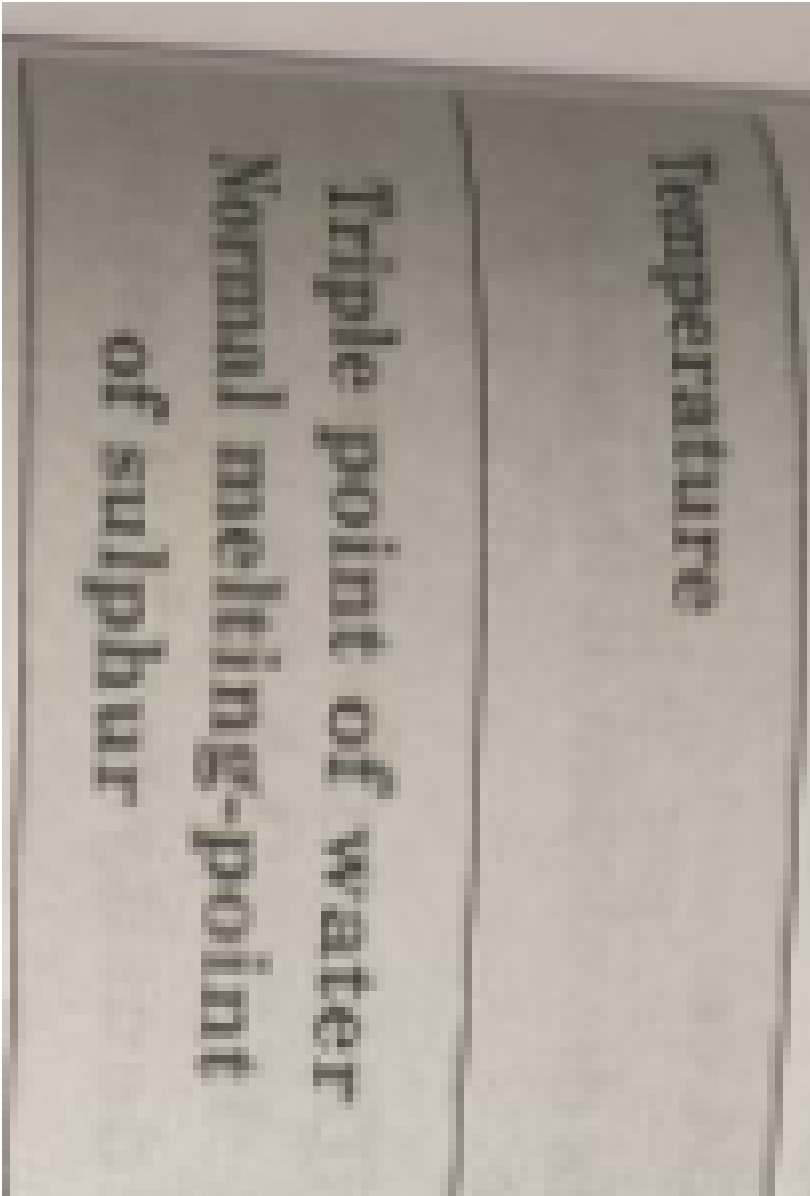 Temperature
Triple point of water
Normal melting-point
of sulphur